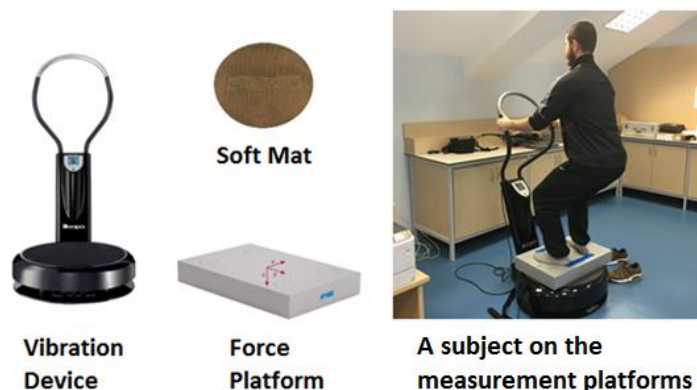 Soft Mat
Vibration
Device
Force
Platform
A subject on the
measurement platforms